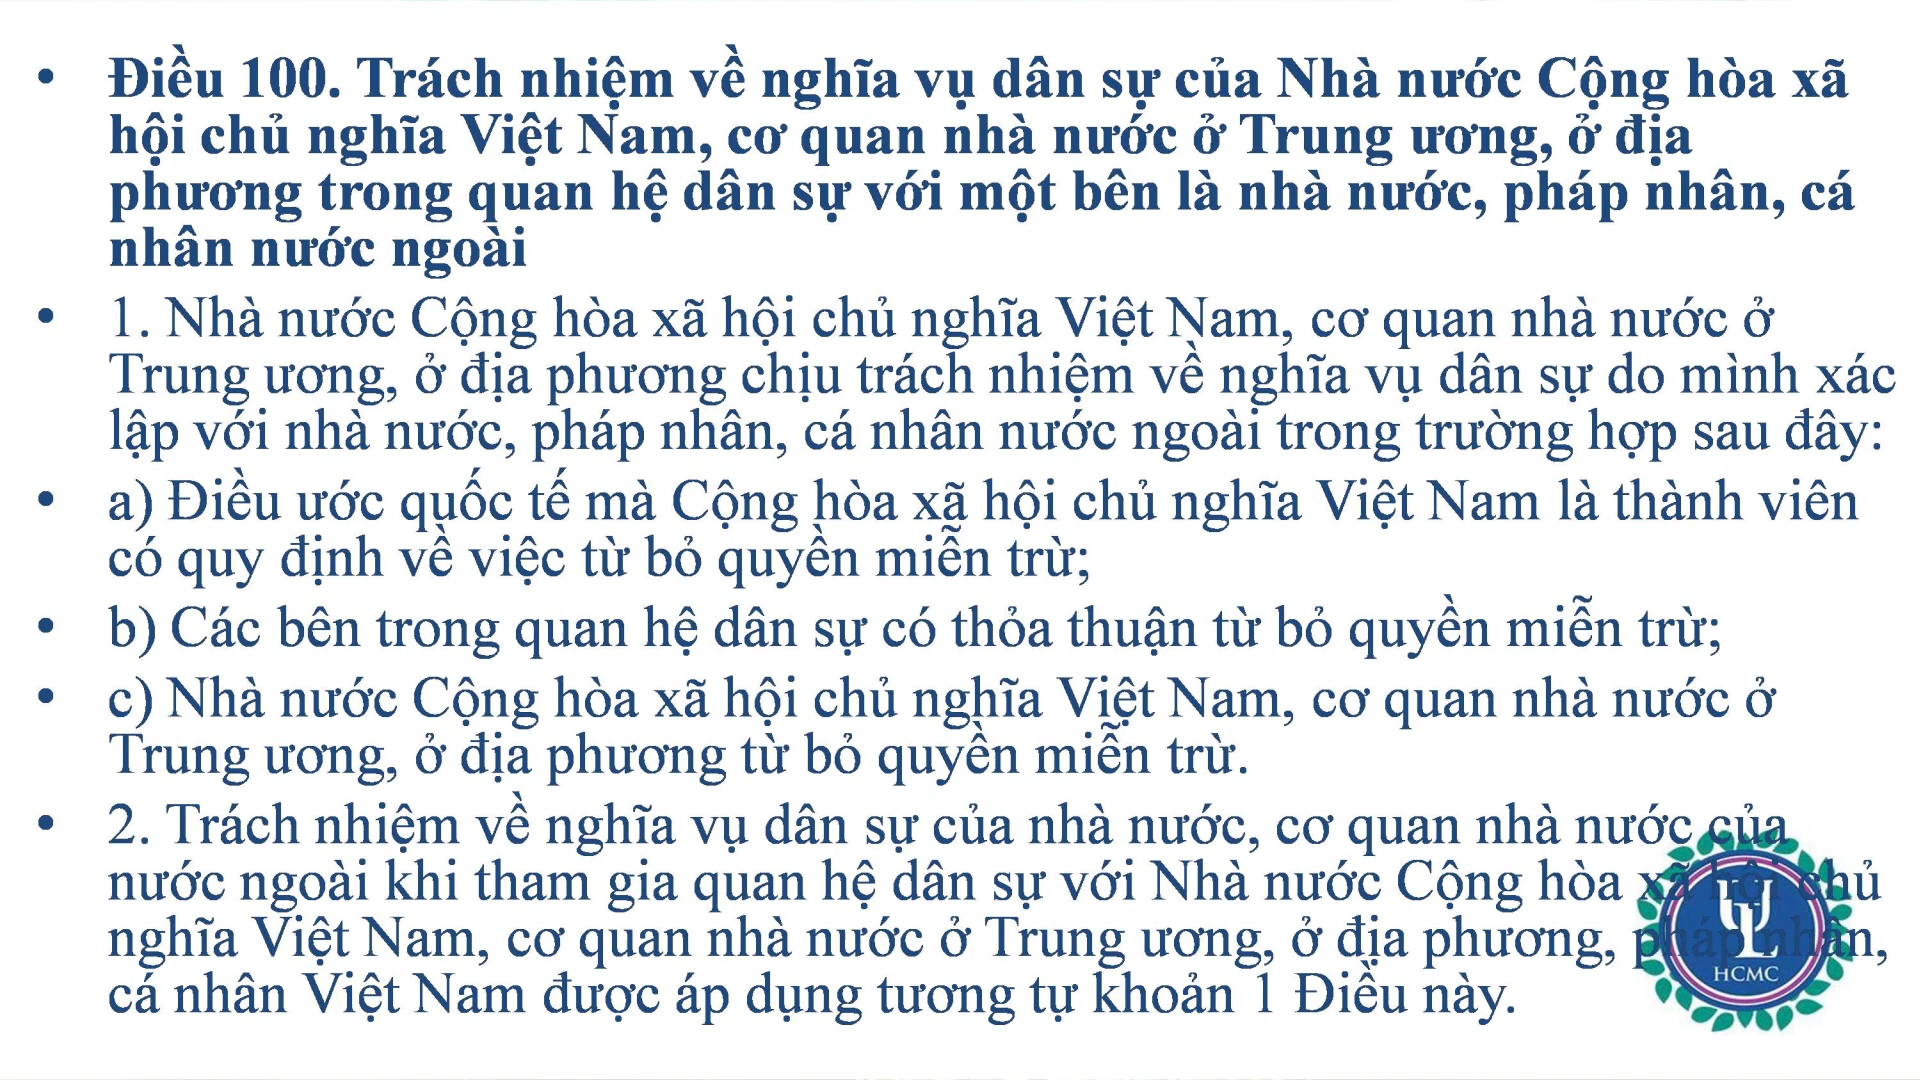 • Điều 100. Trách nhiệm về nghĩa vụ dân sự của Nhà nước Cộng hòa xã
hội chủ nghĩa Việt Nam, cơ quan nhà nước ở Trung ương, ở địa
phương trong quan hệ dân sự với một bên là nhà nước, pháp nhân, cá
nhân nước ngoài
• 1. Nhà nước Cộng hòa xã hội chủ nghĩa Việt Nam, cơ quan nhà nước ở
Trung ương, ở địa phương chịu trách nhiệm về nghĩa vụ dân sự do mình xác
lập với nhà nước, pháp nhân, cá nhân nước ngoài trong trường hợp sau đây:
• a) Điều ước quốc tế mà Cộng hòa xã hội chủ nghĩa Việt Nam là thành viên
có quy định về việc từ bỏ quyền miễn trừ;
• b) Các bên trong quan hệ dân sự có thỏa thuận từ bỏ quyền miễn trừ;
• c) Nhà nước Cộng hòa xã hội chủ nghĩa Việt Nam, cơ quan nhà nước ở
Trung ương, ở địa phương từ bỏ quyền miễn trừ.
• 2. Trách nhiệm về nghĩa vụ dân sự của nhà nước, cơ quan nhà nước của
nước ngoài khi tham gia quan hệ dân sự với Nhà nước Cộng hòa xã hội chủ
nghĩa Việt Nam, cơ quan nhà nước ở Trung ương, ở địa phương, pháp nhân,
cá nhân Việt Nam được áp dụng tương tự khoản 1 Điều này.
HCMC